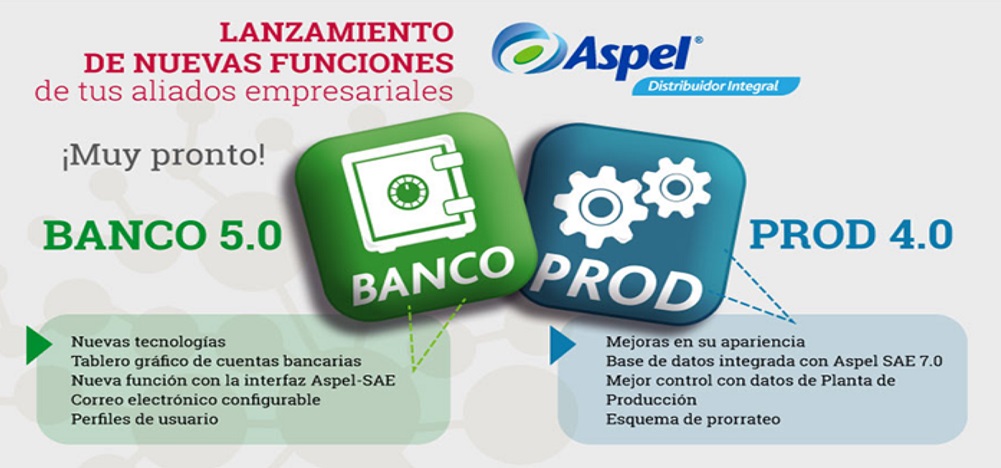 LANZAMIENTO
DE NUEVAS FUNCIONES
de tus aliados empresariales
Aspel®
Distribuidor Integral
¡Muy pronto!
BANCO 5.0
BANCO
PROD
PROD 4.0
Nuevas tecnologías
Tablero gráfico de cuentas bancarias
Nueva función con la interfaz Aspel-SAE
Correo electrónico configurable
Perfiles de usuario
Mejoras en su apariencia
Base de datos integrada con Aspel SAE 7.0
Mejor control con datos de Planta de
Producción
Esquema de prorrateo